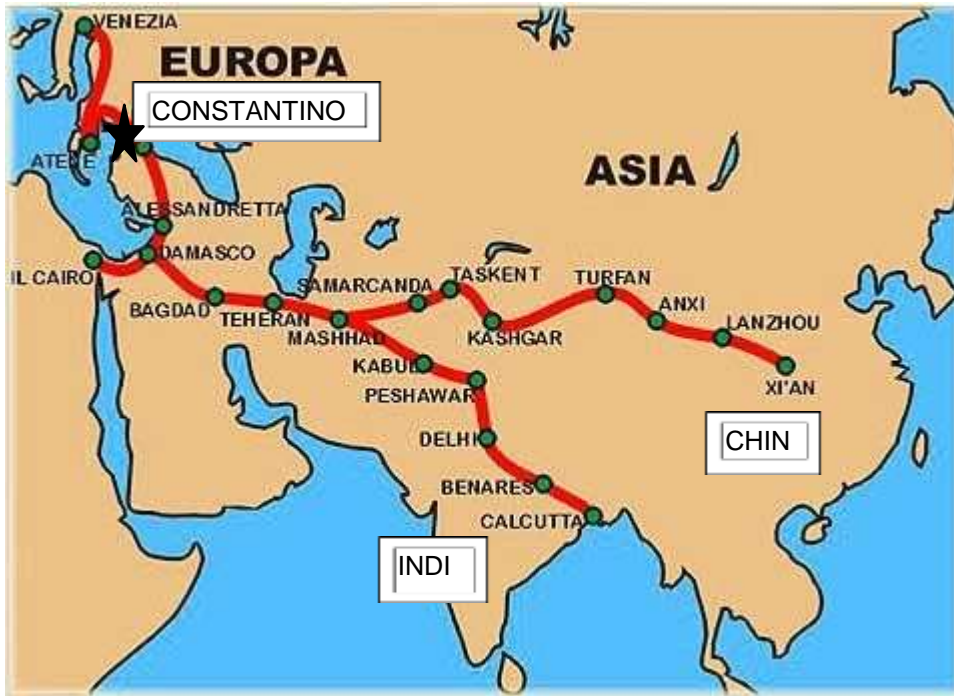 VENEZIA
EUROPA
CONSTANTINO
ATENE
ASIA
ALESSANDRETTA
DAMASCO
IL CAIRO
BAGDAD
TEHERAN
MASHHAD
SAMARCANDA
TASKENT
KASHGAR
TURFAN
ANXI
LANZHOU
XI'AN
KABUL
PESHAWAR
DELHI
CHIN
BENARES
CALCUTTA
INDI